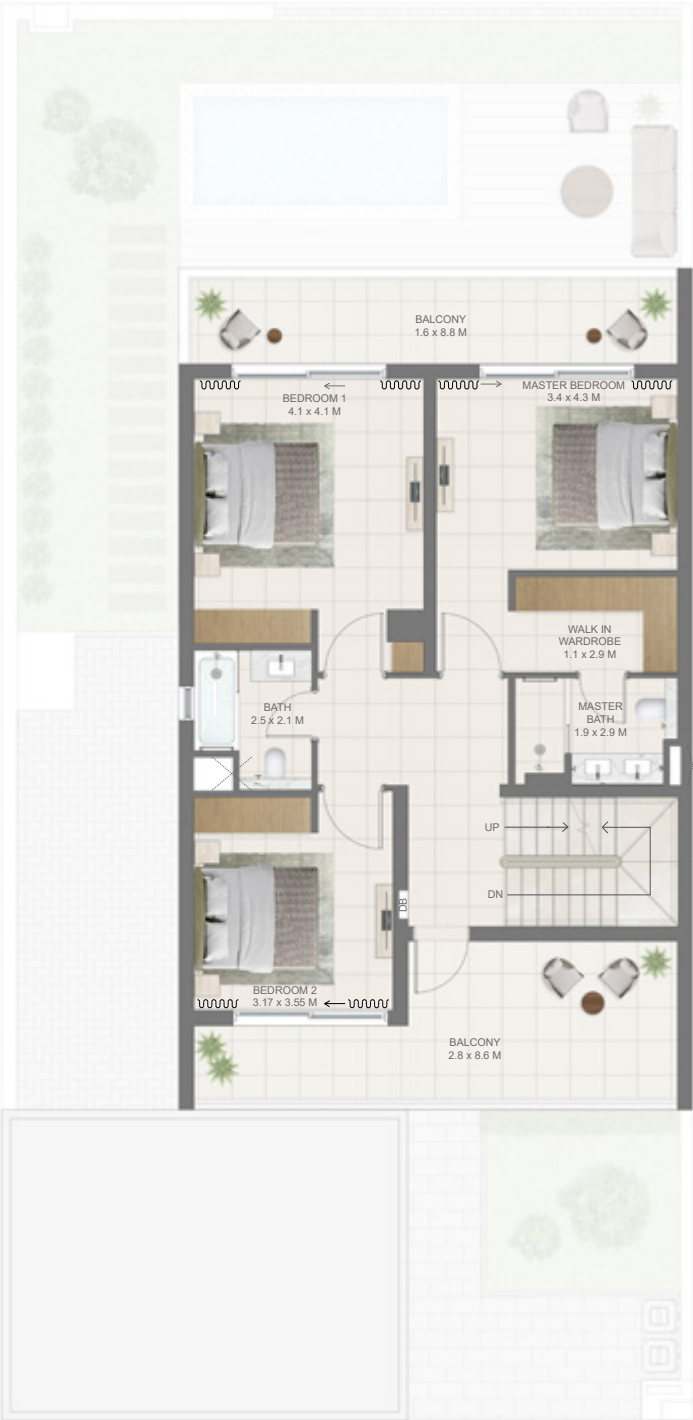 BALCONY
1.6 x 8.8 M
BEDROOM 1
4.1 x 4.1 M
MASTER BEDROOM
3.4 x 4.3 M
WALK IN
WARDROBE
1.1 x 2.9 M
BATH
2.5 x 2.1 M
MASTER
BATH
1.9 x 2.9 M
UP
DN
DB
BEDROOM 2
3.17 x 3.55 M
BALCONY
2.8 x 8.6 M